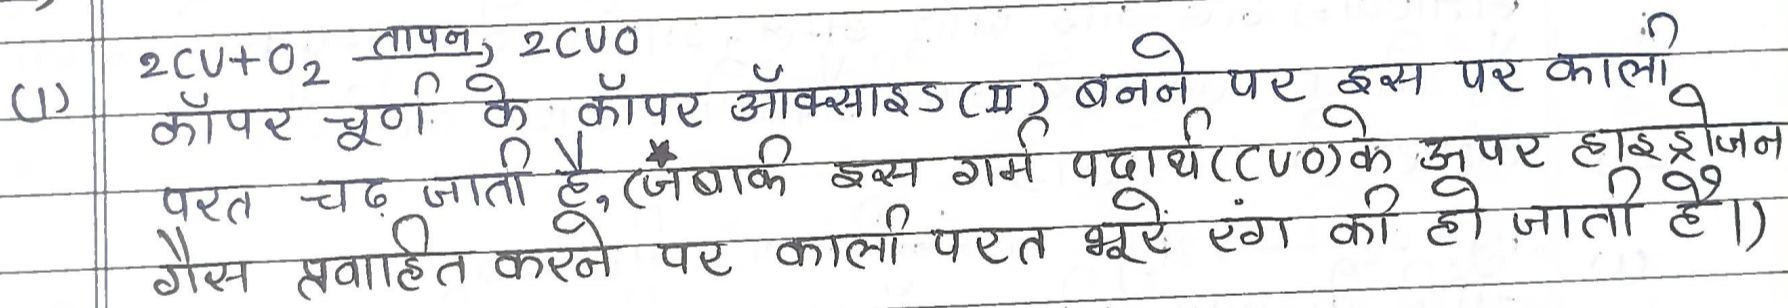 2CU+O2 तापन→ 2CUO
(1) कॉपर चूर्ण के कॉपर ऑक्साइड (II) बनने पर इस पर काली
परत चढ़ जाती है, (★जबकि इस गर्म पदार्थ (CUO) के ऊपर हाइड्रोजन
गैस प्रवाहित करने पर काली परत भूरे रंग की हो जाती है।)